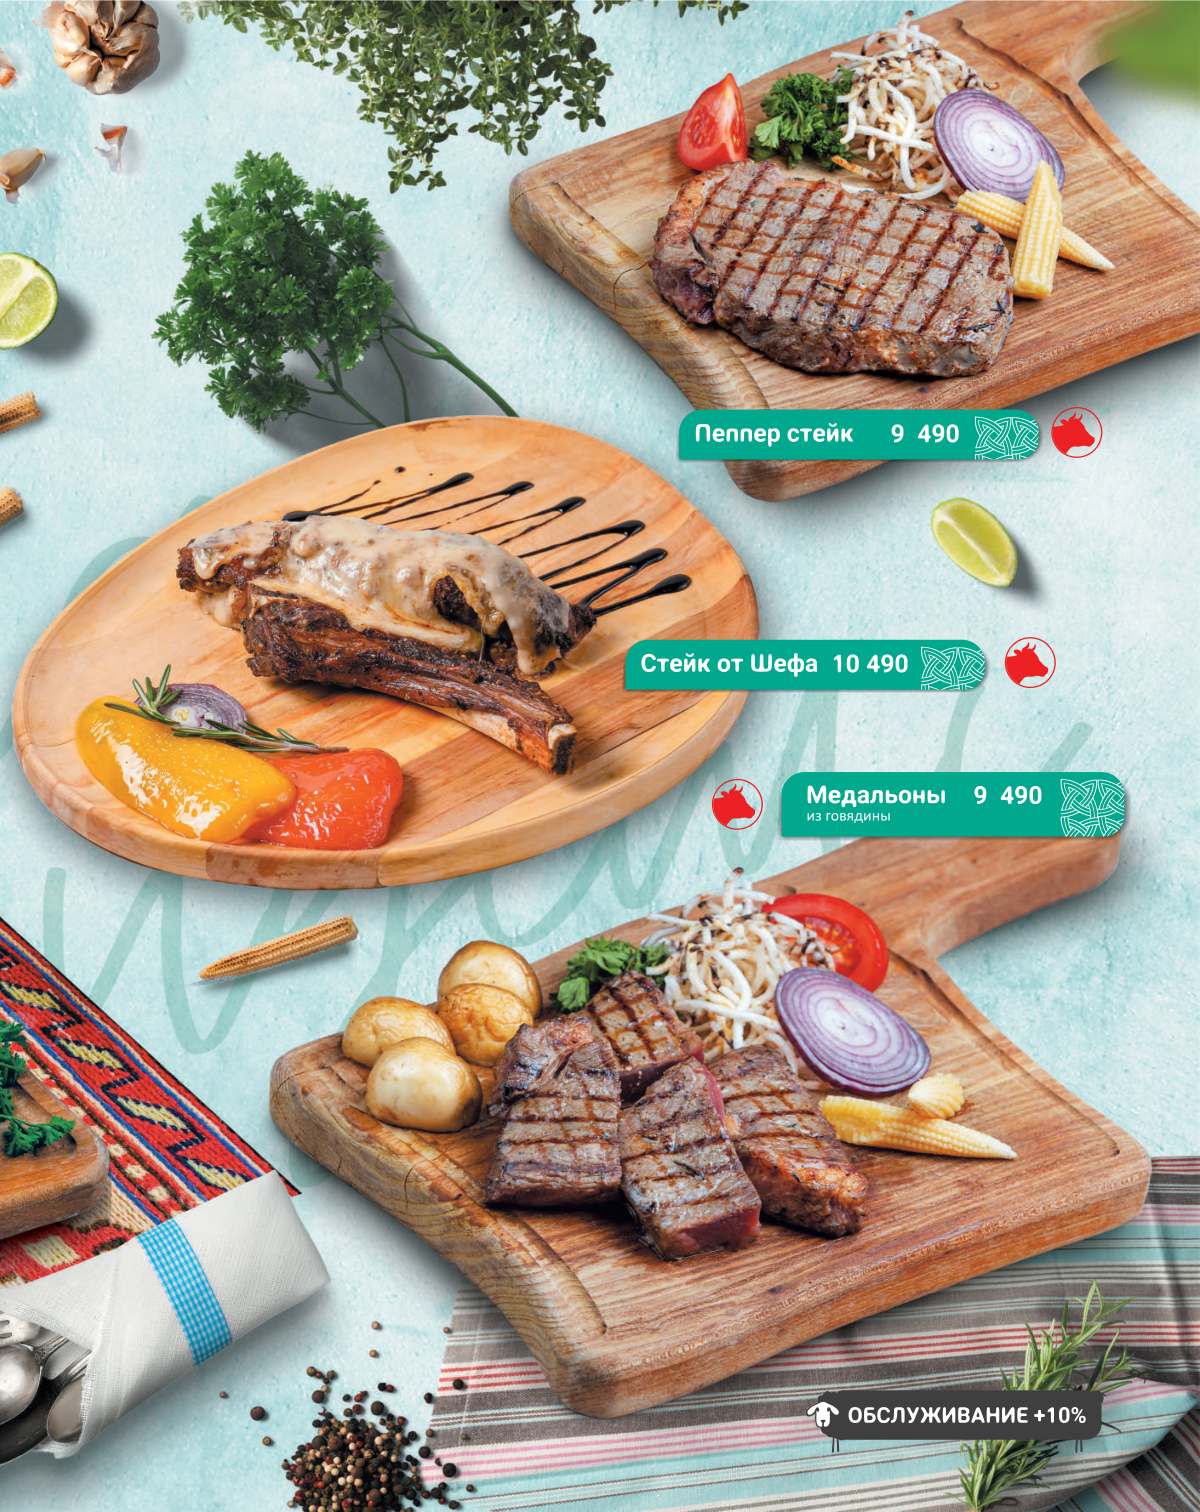 Пеппер стейк 9 490
Стейк от Шефа 10 490
Медальоны 9 490
из говядины
ОБСЛУЖИВАНИЕ +10%